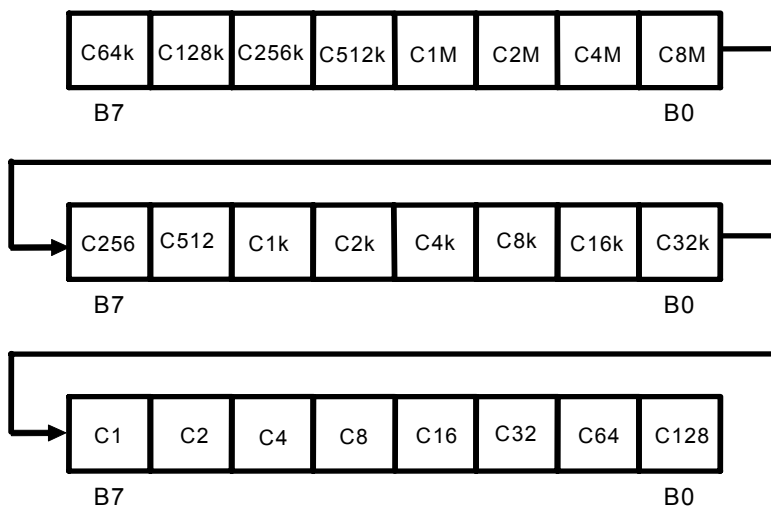 C64k C128k C256k C512k C1M C2M C4M C8M
B7 B0
C256 C512 C1k C2k C4k C8k C16k C32k
B7 B0
C1 C2 C4 C8 C16 C32 C64 C128
B7 B0